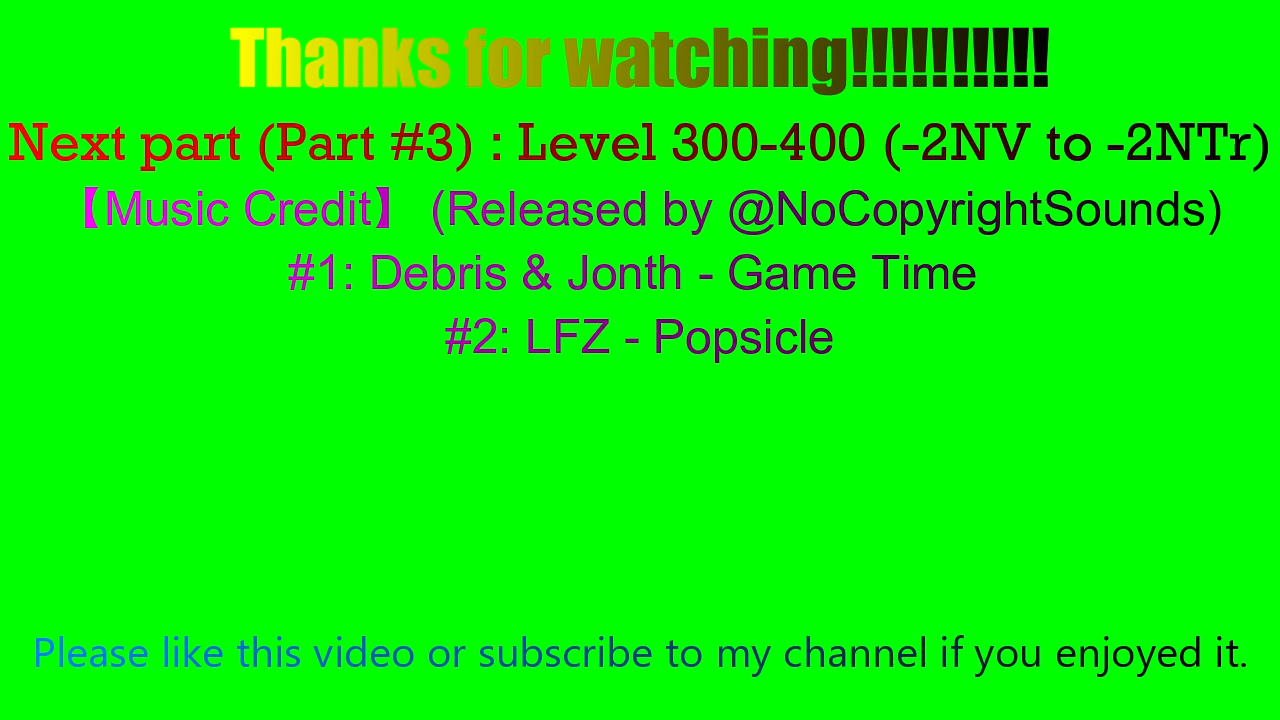 Thanks for watching!!!!!!!!!!
Next part (Part #3) : Level 300-400 (-2NV to -2NTr)
【Music Credit】 (Released by @NoCopyrightSounds)
#1: Debris & Jonth - Game Time
#2: LFZ - Popsicle
Please like this video or subscribe to my channel if you enjoyed it.